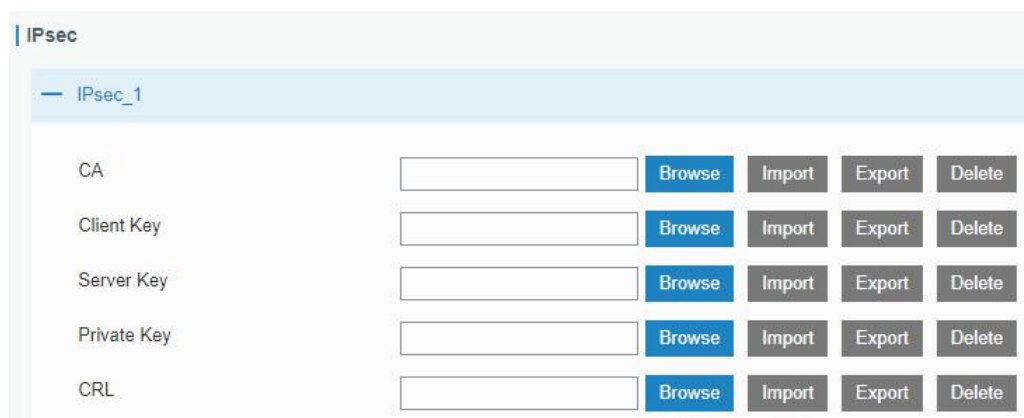 IPsec
IPsec_1
CA Browse Import Export Delete
Client Key Browse Import Export Delete
Server Key Browse Import Export Delete
Private Key Browse Import Export Delete
CRL Browse Import Export Delete